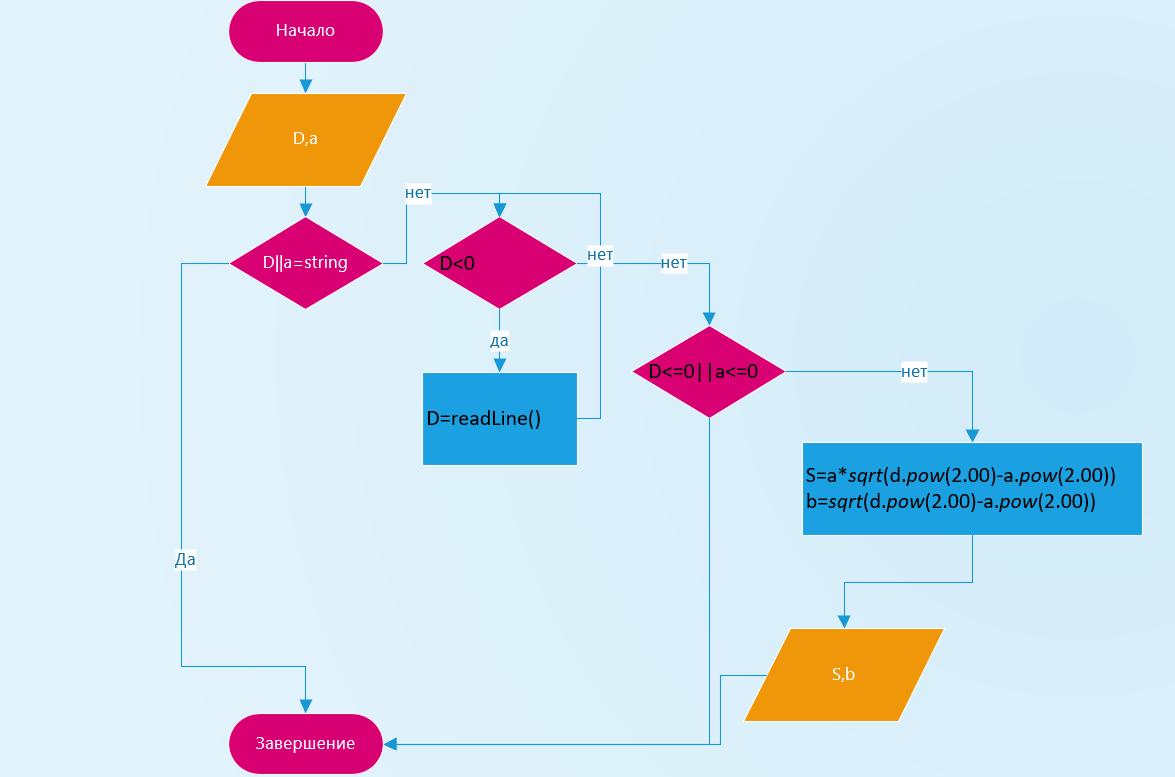 Начало
D,a
нет
D||a=string
D<0
нет
нет
да
D<=0||a<=0
нет
D=readLine()
S=a*sqrt(d.pow(2.00)-a.pow(2.00))
b=sqrt(d.pow(2.00)-a.pow(2.00))
Да
S,b
Завершение